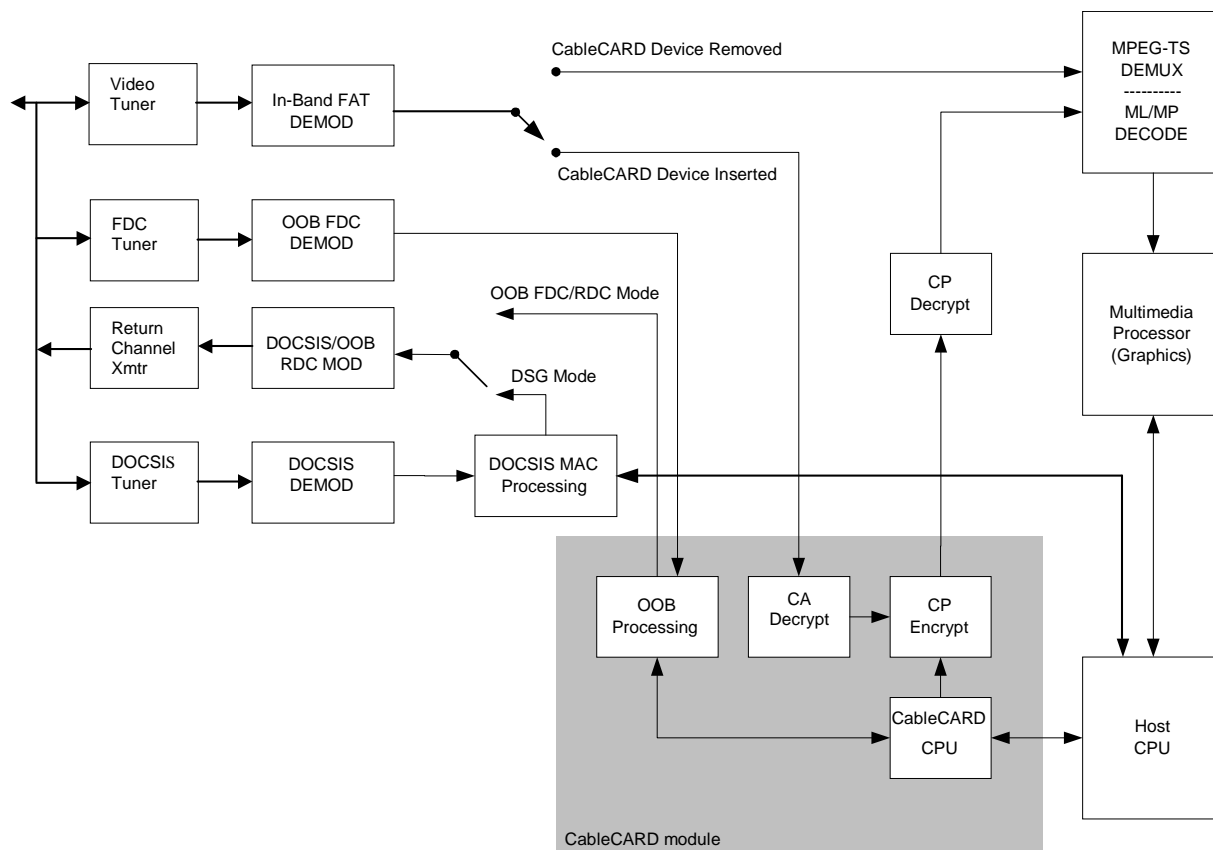 CableCARD Device Removed
MPEG-TS
DEMUX
----------
ML/MP
DECODE
Video
Tuner
In-Band FAT
DEMOD
CableCARD Device Inserted
FDC
Tuner
OOB FDC
DEMOD
CP
Decrypt
OOB FDC/RDC Mode
Return
Channel
Xmtr
DOCSIS/OOB
RDC MOD
DSG Mode
Multimedia
Processor
(Graphics)
DOCSIS
Tuner
DOCSIS
DEMOD
DOCSIS MAC
Processing
OOB
Processing
CA
Decrypt
CP
Encrypt
CableCARD
CPU
Host
CPU
CableCARD module